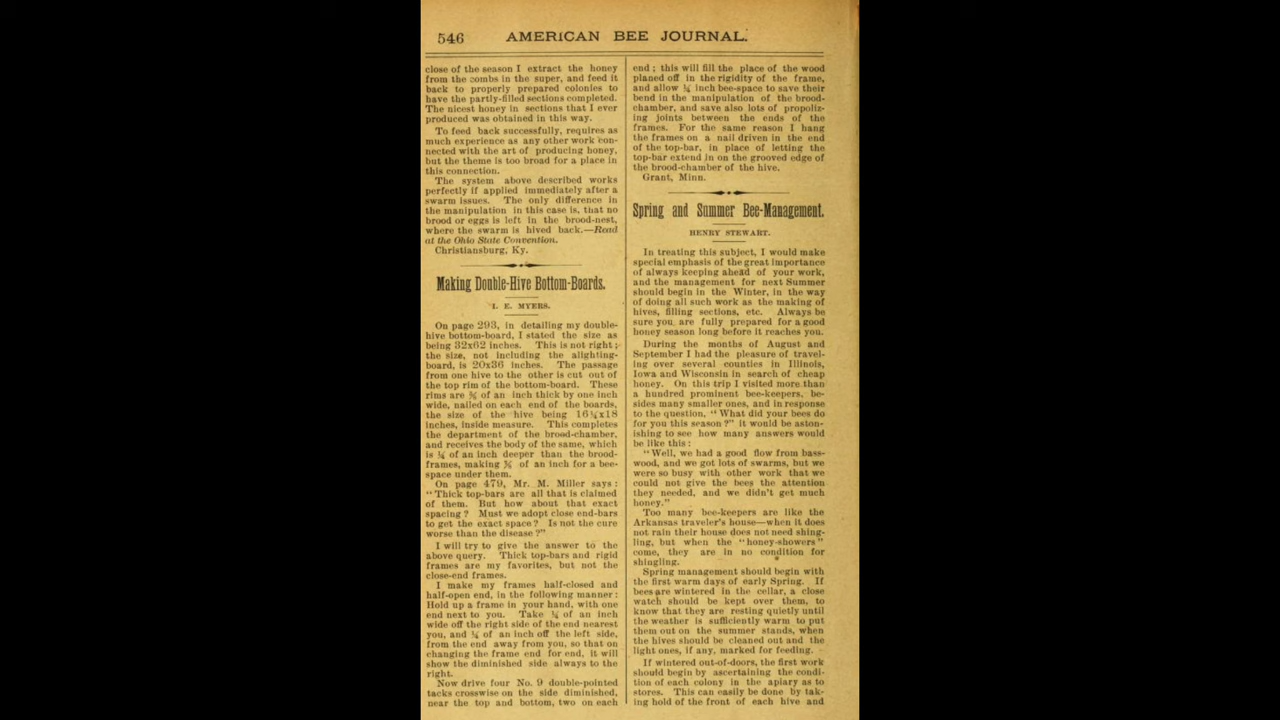 546
AMERICAN BEE JOURNAL.
close of the season I extract the honey
from the combs in the super, and feed it
back to properly prepared colonies to
have the partly-filled sections completed.
The nicest honey in sections that I ever
produced was obtained in this way.
To feed back successfully, requires as
much experience as any other work con-
nected with the art of producing honey,
but the theme is too broad for a place in
this connection.
The system above described works
perfectly if applied immediately after a
swarm issues. The only difference in
the manipulation in this case is, that no
brood or eggs is left in the brood-nest,
where the swarm is hived back.—Read
at the Ohio State Convention.
Christiansburg, Ky.
Making Double-Hive Bottom-Boards.
I. E. MYERS.
On page 293, in detailing my double-
hive bottom-board, I stated the size as
being 32x62 inches. This is not right;
the size, not including the alighting-
board, is 20x36 inches. The passage
from one hive to the other is cut out of
the top rim of the bottom-board. These
rims are ⅜ of an inch thick by one inch
wide, nailed on each end of the boards,
the size of the hive being 16¼x18
inches, inside measure. This completes
the department of the brood-chamber,
and receives the body of the same, which
is ¼ of an inch deeper than the brood-
frames, making ⅝ of an inch for a bee-
space under them.
On page 479, Mr. M. Miller says:
"Thick top-bars are all that is claimed
of them. But how about that exact
spacing? Must we adopt close end-bars
to get the exact space? Is not the cure
worse than the disease?"
I will try to give the answer to the
above query. Thick top-bars and rigid
frames are my favorites, but not the
close-end frames.
I make my frames half-closed and
half-open end, in the following manner:
Hold up a frame in your hand, with one
end next to you. Take ¼ of an inch
wide off the right side of the end nearest
you, and ¼ of an inch off the left side,
from the end away from you, so that on
changing the frame end for end, it will
show the diminished side always to the
right.
Now drive four No. 9 double-pointed
tacks crosswise on the side diminished,
near the top and bottom, two on each
end; this will fill the place of the wood
planed off in the rigidity of the frame,
and allow ¼ inch bee-space to save their
bend in the manipulation of the brood-
chamber, and save also lots of propoliz-
ing joints between the ends of the
frames. For the same reason I hang
the frames on a nail driven in the end
of the top-bar, in place of letting the
top-bar extend in on the grooved edge of
the brood-chamber of the hive.
Grant, Minn.
Spring and Summer Bee-Management.
HENRY STEWART.
In treating this subject, I would make
special emphasis of the great importance
of always keeping ahead of your work,
and the management for next Summer
should begin in the Winter, in the way
of doing all such work as the making of
hives, filling sections, etc. Always be
sure you are fully prepared for a good
honey season long before it reaches you.
During the months of August and
September I had the pleasure of travel-
ing over several counties in Illinois,
Iowa and Wisconsin in search of cheap
honey. On this trip I visited more than
a hundred prominent bee-keepers, be-
sides many smaller ones, and in response
to the question, "What did your bees do
for you this season?" it would be aston-
ishing to see how many answers would
be like this:
"Well, we had a good flow from bass-
wood, and we got lots of swarms, but we
were so busy with other work that we
could not give the bees the attention
they needed, and we didn't get much
honey."
Too many bee-keepers are like the
Arkansas traveler's house—when it does
not rain their house does not need shing-
ling, but when the "honey-showers"
come, they are in no condition for
shingling.
Spring management should begin with
the first warm days of early Spring. If
bees are wintered in the cellar, a close
watch should be kept over them, to
know that they are resting quietly until
the weather is sufficiently warm to put
them out on the summer stands, when
the hives should be cleaned out and the
light ones, if any, marked for feeding.
If wintered out-of-doors, the first work
should begin by ascertaining the condi-
tion of each colony in the apiary as to
stores. This can easily be done by tak-
ing hold of the front of each hive and